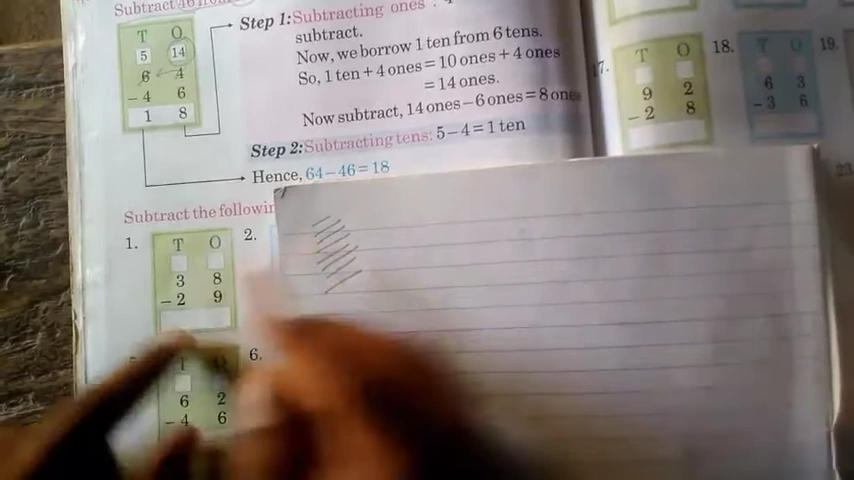 Subtract 46 from
T O
5 14
6 4
- 4 6
1 8
Step 1: Subtracting ones
subtract.
Now, we borrow 1 ten from 6 tens.
So, 1 ten + 4 ones = 10 ones + 4 ones
= 14 ones.
Now subtract, 14 ones - 6 ones = 8 ones
Step 2: Subtracting tens: 5 - 4 = 1 ten
Hence, 64 - 46 = 18
Subtract the
1.
T O
3 8
- 2 9
2.
6 2
- 4 6
6.
17.
T O
9 2
- 2 8
18.
T O
6 3
- 3 6
19.
23